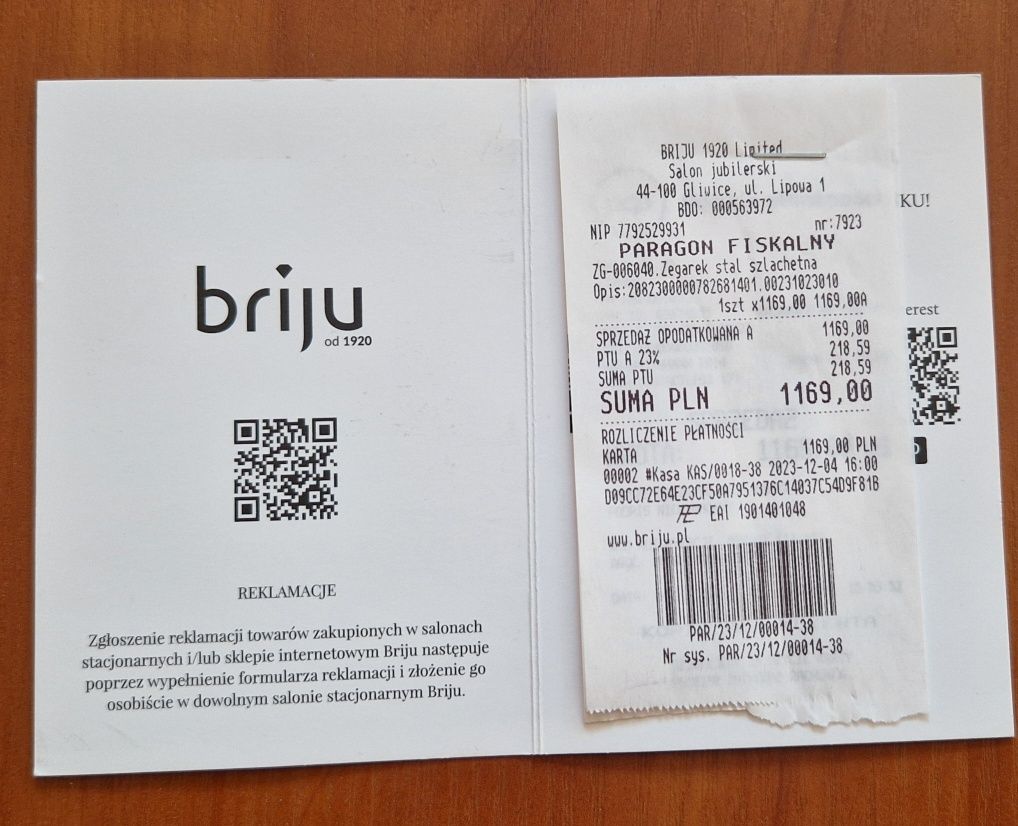 briju
od 1920
REKLAMACJE
Zgłoszenie reklamacji towarów zakupionych w salonach
stacjonarnych i/lub sklepie internetowym Briju następuje
poprzez wypełnienie formularza reklamacji i złożenie go
osobiście w dowolnym salonie stacjonarnym Briju.
BRIJU 1920 Limited
Salon jubilerski
44-100 Gliwice, ul. Lipowa 1
BDO: 000563972
NIP 7792529931 nr:7923
PARAGON FISKALNY
ZG-006040.Zegarek stal szlachetna
Opis:2082300000782681401.00231023010
1szt x1169,00 1169,00A
SPRZEDAŻ OPODATKOWANA A 1169,00
PTU A 23% 218,59
SUMA PTU 218,59
SUMA PLN 1169,00
ROZLICZENIE PŁATNOŚCI
KARTA 1169,00 PLN
00002 #Kasa KAS/0018-38 2023-12-04 16:00
D09CC72E64E23CF50A7951376C14037C54D9F81B
EAI 1901401048
www.briju.pl
PAR/23/12/00014-38
Nr sys. PAR/23/12/00014-38
KU!
erest